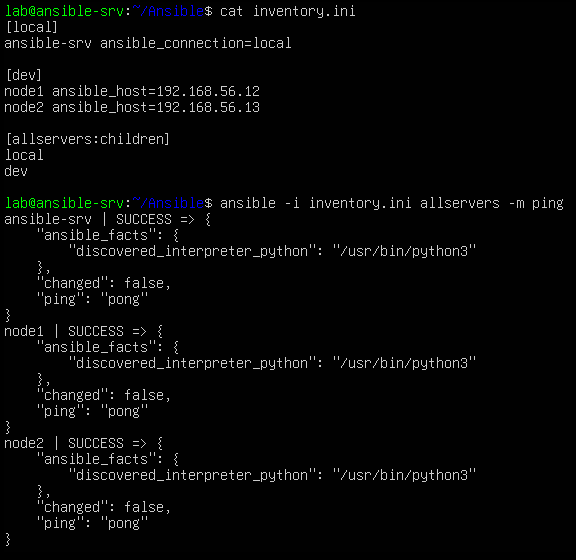 lab@ansible-srv:~/Ansible$ cat inventory.ini
[local]
ansible-srv ansible_connection=local

[dev]
node1 ansible_host=192.168.56.12
node2 ansible_host=192.168.56.13

[allservers:children]
local
dev

lab@ansible-srv:~/Ansible$ ansible -i inventory.ini allservers -m ping
ansible-srv | SUCCESS => {
    "ansible_facts": {
        "discovered_interpreter_python": "/usr/bin/python3"
    },
    "changed": false,
    "ping": "pong"
}
node1 | SUCCESS => {
    "ansible_facts": {
        "discovered_interpreter_python": "/usr/bin/python3"
    },
    "changed": false,
    "ping": "pong"
}
node2 | SUCCESS => {
    "ansible_facts": {
        "discovered_interpreter_python": "/usr/bin/python3"
    },
    "changed": false,
    "ping": "pong"
}